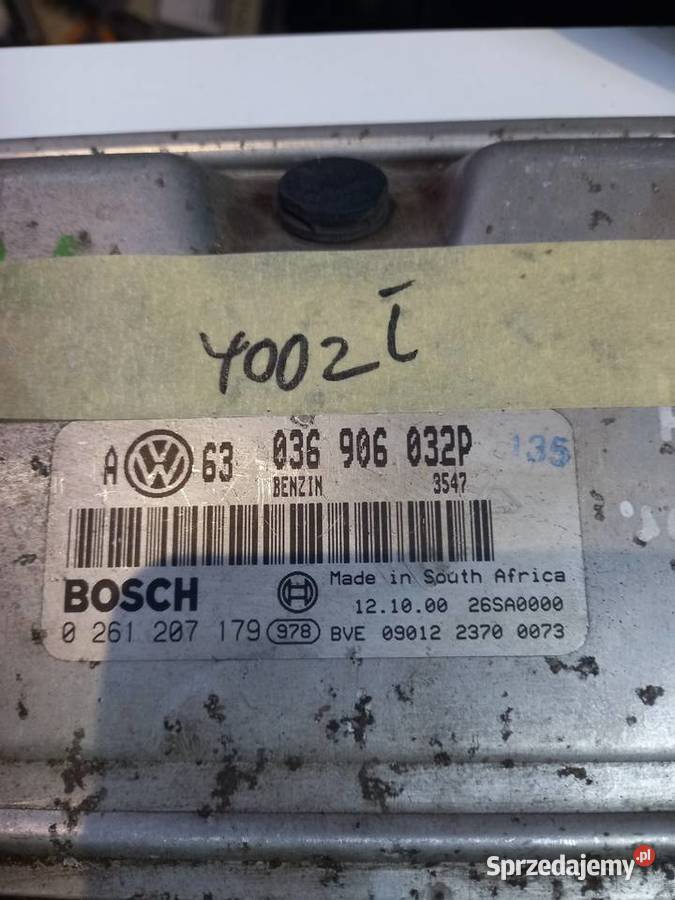 4002 I
A VW 63 036 906 032P 135
BENZIN 3547
BOSCH Made in South Africa
12.10.00 26SA0000
0 261 207 179 978 BVE 09012 2370 0073
Sprzedajemy.pl